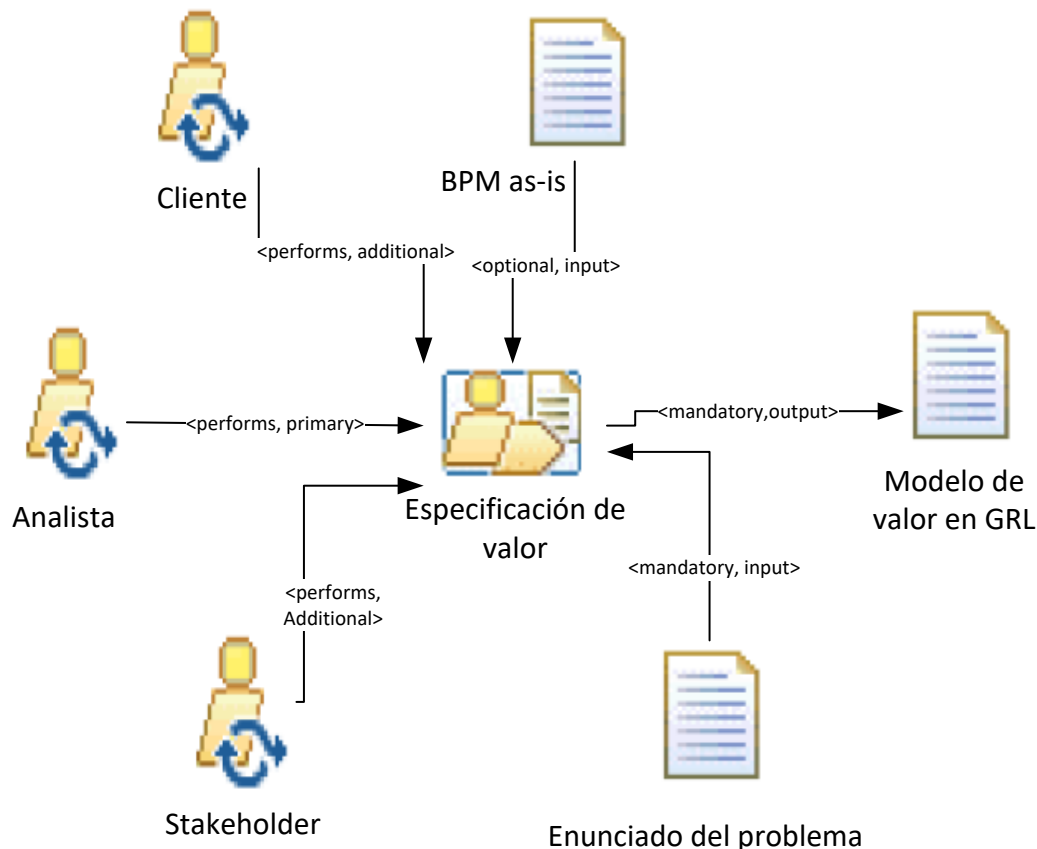 Cliente
BPM as-is
<performs, additional>
<optional, input>
<performs, primary>
<mandatory,output>
Analista
Especificación de
valor
Modelo de
valor en GRL
<performs,
Additional>
<mandatory, input>
Stakeholder
Enunciado del problema